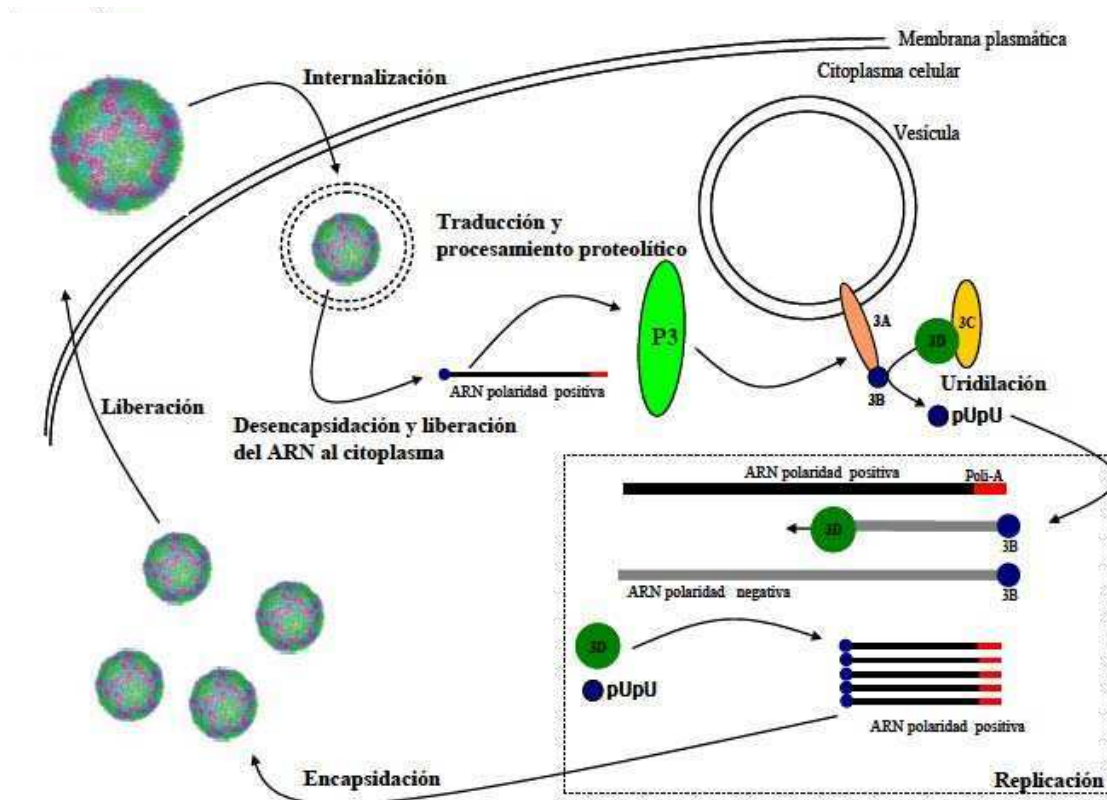 Membrana plasmática
Citoplasma celular
Internalización
Vesícula
Traducción y
procesamiento proteolítico
P3
3A
3D
3C
3B
Uridilación
pUpU
ARN polaridad positiva
Desencapsidación y liberación
del ARN al citoplasma
Liberación
ARN polaridad positiva
Poli-A
3D
3B
ARN polaridad negativa
3B
3D
pUpU
ARN polaridad positiva
Encapsidación
Replicación